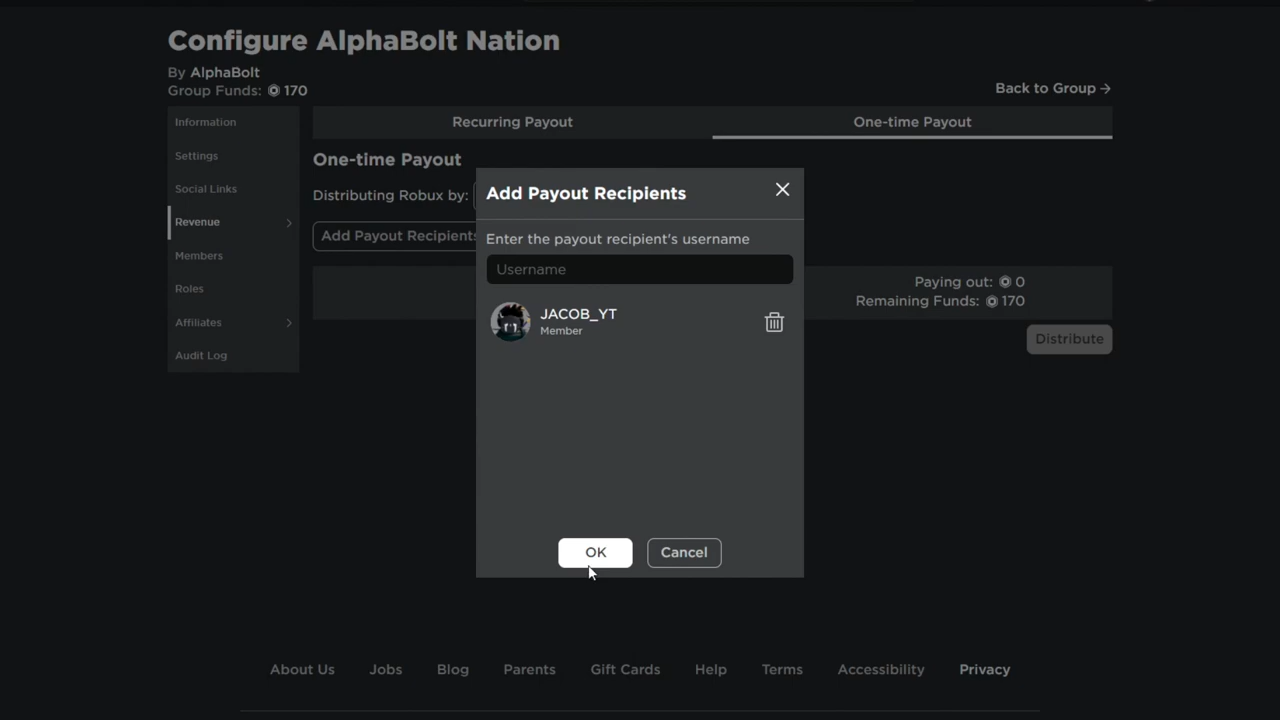 Configure AlphaBolt Nation
By AlphaBolt
Group Funds: 170
Back to Group →
Information
Settings
Social Links
Revenue
Members
Roles
Affiliates
Audit Log
Recurring Payout
One-time Payout
One-time Payout
Distributing Robux by:
Add Payout Recipients
Paying out: 0
Remaining Funds: 170
Distribute
Add Payout Recipients
Enter the payout recipient's username
Username
JACOB_YT
Member
OK
Cancel
About Us
Jobs
Blog
Parents
Gift Cards
Help
Terms
Accessibility
Privacy